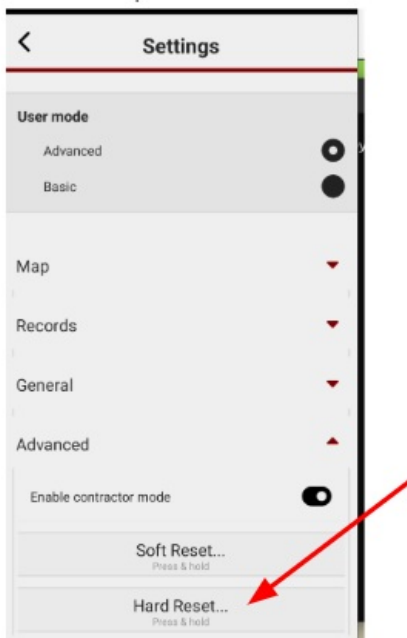 Settings
User mode
Advanced
Basic
Map
Records
General
Advanced
Enable contractor mode
Soft Reset...
Press & hold
Hard Reset...
Press & hold